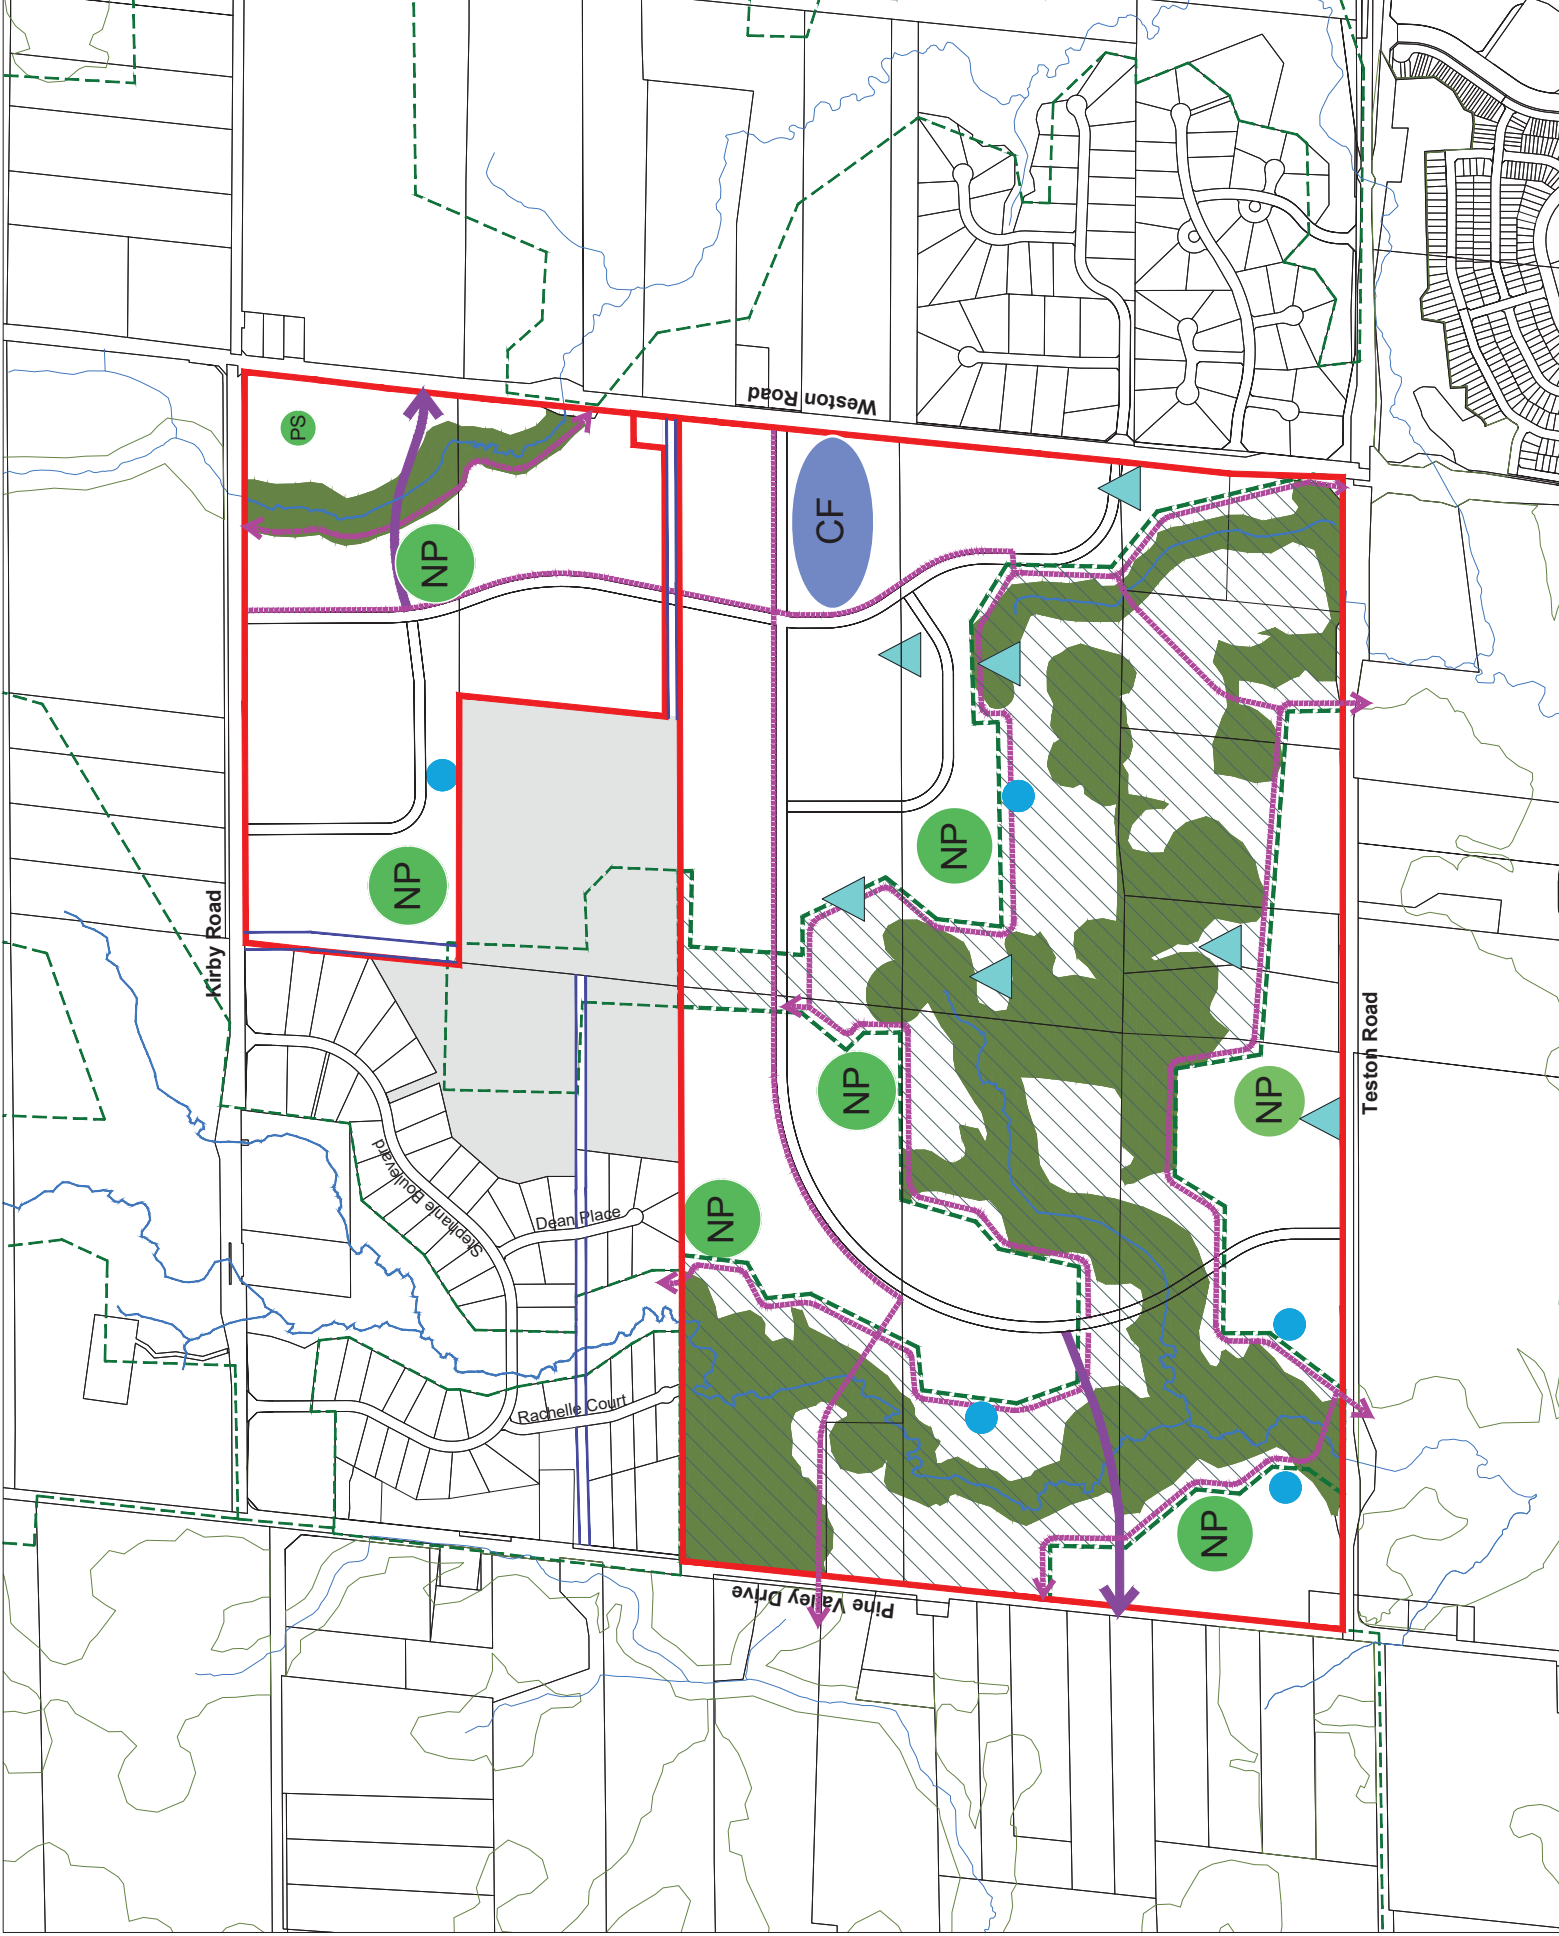 PS
Weston Road
NP
CF
NP
NP
Kirby Road
NP
NP
Teston Road
Stephanie Boulevard
Dean Place
NP
Rachelle Court
NP
Pine Valley Drive